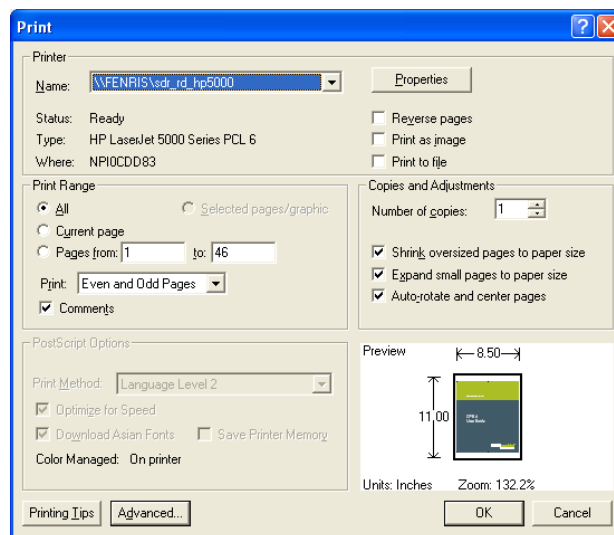 Print
Printer
Name: \\FENRIS\sdr_rd_hp5000
Properties
Status: Ready
Type: HP LaserJet 5000 Series PCL 6
Where: NPI0CDD83
Reverse pages
Print as image
Print to file
Print Range
All
Selected pages/graphic
Current page
Pages from: 1 to: 46
Print: Even and Odd Pages
Comments
Copies and Adjustments
Number of copies: 1
Shrink oversized pages to paper size
Expand small pages to paper size
Auto-rotate and center pages
PostScript Options
Print Method: Language Level 2
Optimize for Speed
Download Asian Fonts Save Printer Memory
Color Managed: On printer
Preview
8.50
11.00
Units: Inches Zoom: 132.2%
Printing Tips Advanced... OK Cancel